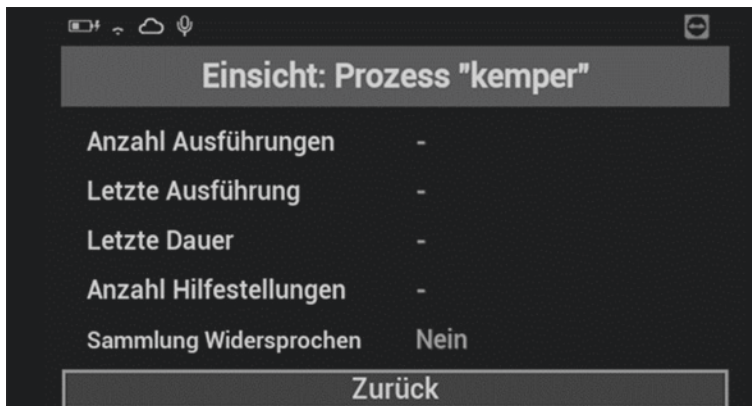 Einsicht: Prozess "kemper"
Anzahl Ausführungen -
Letzte Ausführung -
Letzte Dauer -
Anzahl Hilfestellungen -
Sammlung Widersprochen Nein
Zurück